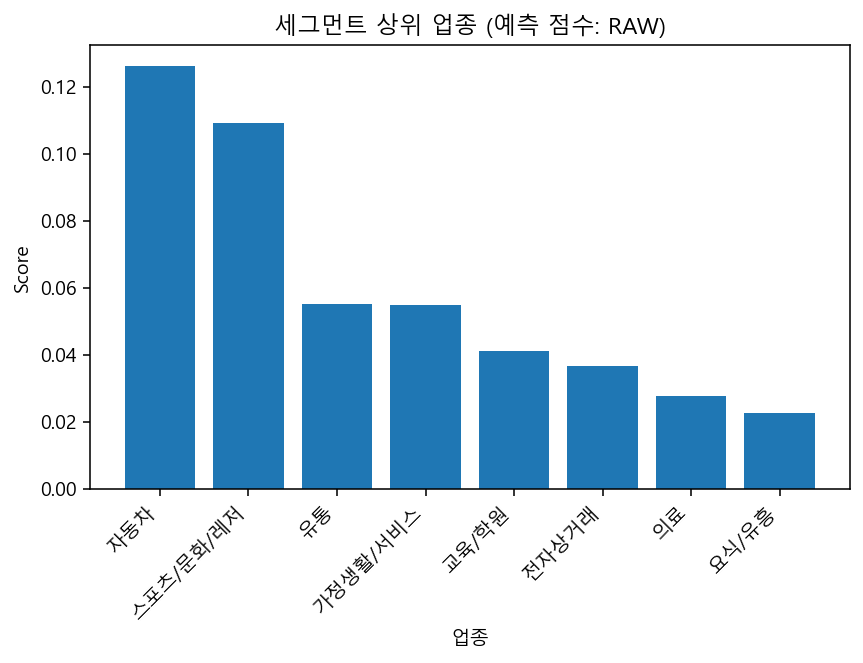 세그먼트 상위 업종 (예측 점수: RAW)
Score
0.12
0.10
0.08
0.06
0.04
0.02
0.00
자동차
스포츠/문화/레저
유통
가정생활/서비스
교육/학원
전자상거래
의료
요식/유흥
업종